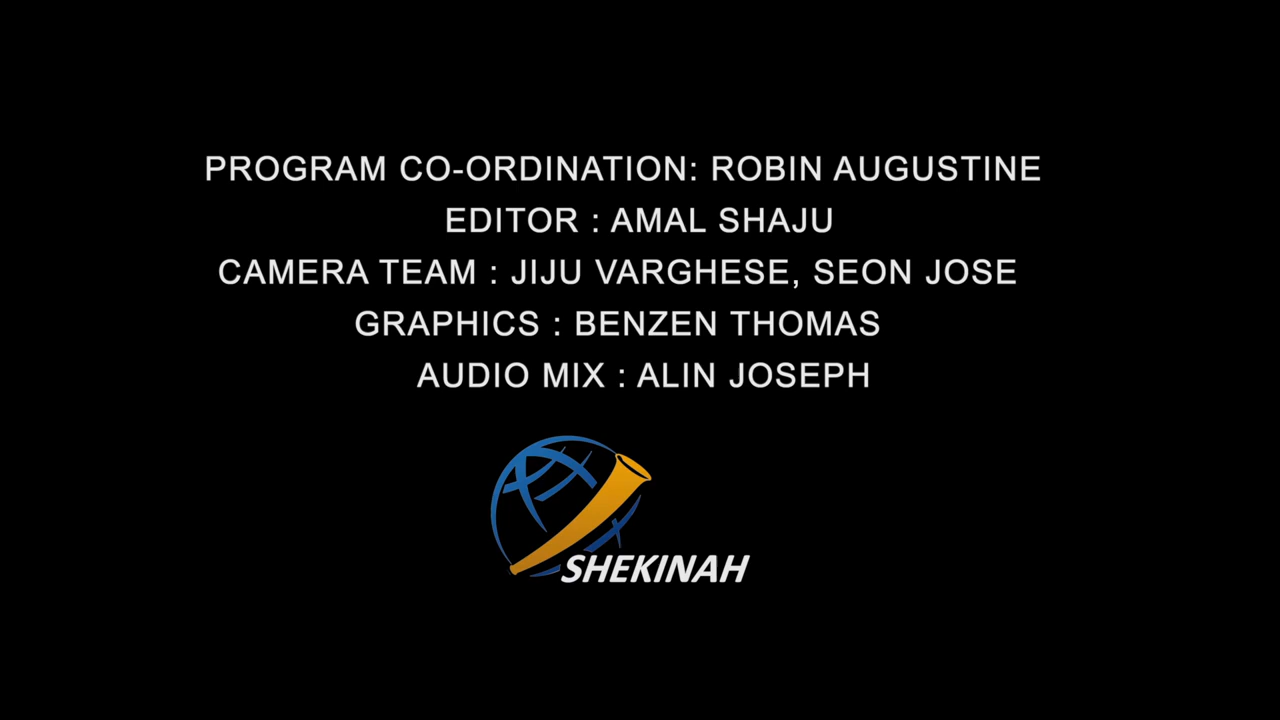 PROGRAM CO-ORDINATION: ROBIN AUGUSTINE
EDITOR : AMAL SHAJU
CAMERA TEAM : JIJU VARGHESE, SEON JOSE
GRAPHICS : BENZEN THOMAS
AUDIO MIX : ALIN JOSEPH
SHEKINAH